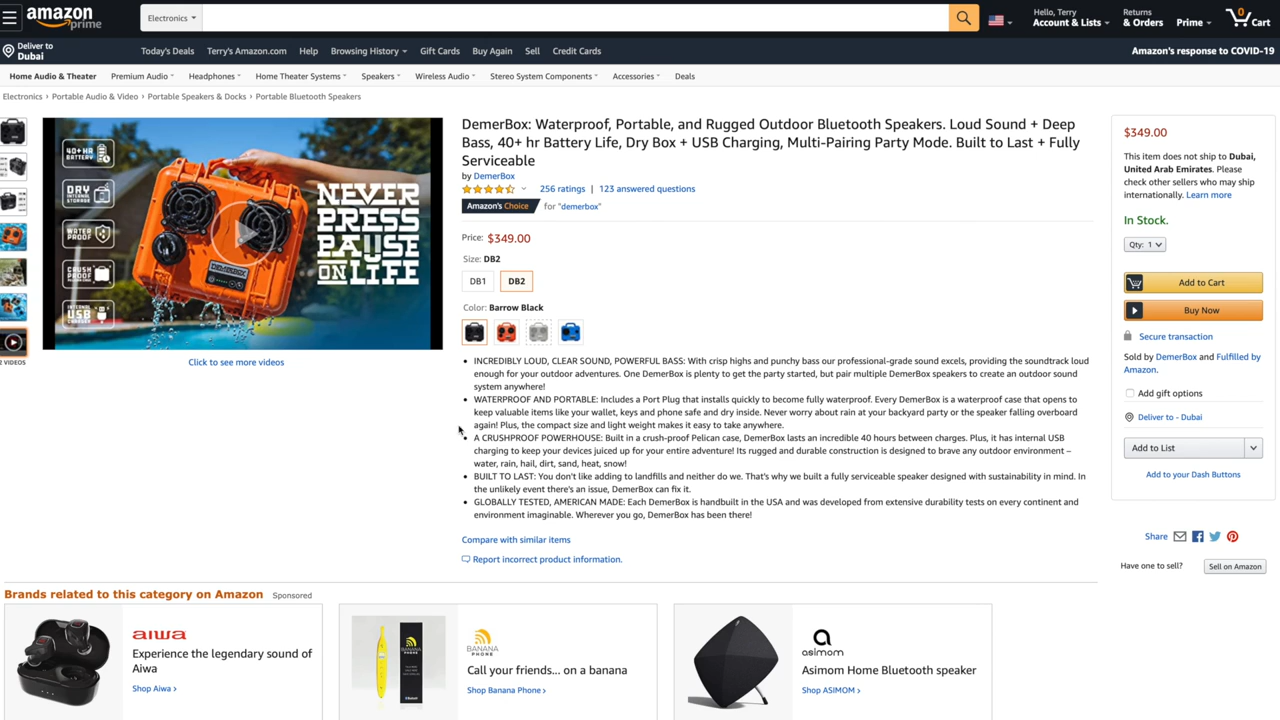 amazon
prime
Electronics
Hello, Terry
Account & Lists
Returns
& Orders
Prime
0
Cart
Deliver to
Dubai
Today's Deals
Terry's Amazon.com
Help
Browsing History
Gift Cards
Buy Again
Sell
Credit Cards
Amazon's response to COVID-19
Home Audio & Theater
Premium Audio
Headphones
Home Theater Systems
Speakers
Wireless Audio
Stereo System Components
Accessories
Deals
Electronics › Portable Audio & Video › Portable Speakers & Docks › Portable Bluetooth Speakers
2 VIDEOS
40+ HR
BATTERY
DRY
INTERNAL
STORAGE
WATER
PROOF
CRUSH
PROOF
INTERNAL
USB
CHARGING
DEMERBOX
NEVER
PRESS
PAUSE
ON LIFE
Click to see more videos
DemerBox: Waterproof, Portable, and Rugged Outdoor Bluetooth Speakers. Loud Sound + Deep
Bass, 40+ hr Battery Life, Dry Box + USB Charging, Multi-Pairing Party Mode. Built to Last + Fully
Serviceable
by DemerBox
256 ratings | 123 answered questions
Amazon's Choice for "demerbox"
Price: $349.00
Size: DB2
DB1
DB2
Color: Barrow Black
• INCREDIBLY LOUD, CLEAR SOUND, POWERFUL BASS: With crisp highs and punchy bass our professional-grade sound excels, providing the soundtrack loud
enough for your outdoor adventures. One DemerBox is plenty to get the party started, but pair multiple DemerBox speakers to create an outdoor sound
system anywhere!
• WATERPROOF AND PORTABLE: Includes a Port Plug that installs quickly to become fully waterproof. Every DemerBox is a waterproof case that opens to
keep valuable items like your wallet, keys and phone safe and dry inside. Never worry about rain at your backyard party or the speaker falling overboard
again! Plus, the compact size and light weight makes it easy to take anywhere.
• A CRUSHPROOF POWERHOUSE: Built in a crush-proof Pelican case, DemerBox lasts an incredible 40 hours between charges. Plus, it has internal USB
charging to keep your devices juiced up for your entire adventure! Its rugged and durable construction is designed to brave any outdoor environment –
water, rain, hail, dirt, sand, heat, snow!
• BUILT TO LAST: You don't like adding to landfills and neither do we. That's why we built a fully serviceable speaker designed with sustainability in mind. In
the unlikely event there's an issue, DemerBox can fix it.
• GLOBALLY TESTED, AMERICAN MADE: Each DemerBox is handbuilt in the USA and was developed from extensive durability tests on every continent and
environment imaginable. Wherever you go, DemerBox has been there!
Compare with similar items
Report incorrect product information.
$349.00
This item does not ship to Dubai,
United Arab Emirates. Please
check other sellers who may ship
internationally. Learn more
In Stock.
Qty: 1
Add to Cart
Buy Now
Secure transaction
Sold by DemerBox and Fulfilled by
Amazon.
Add gift options
Deliver to - Dubai
Add to List
Add to your Dash Buttons
Share
Have one to sell?
Sell on Amazon
Brands related to this category on Amazon Sponsored
aiwa
Experience the legendary sound of
Aiwa
Shop Aiwa ›
BANANA
PHONE
Call your friends... on a banana
Shop Banana Phone ›
asimom
Asimom Home Bluetooth speaker
Shop ASIMOM ›